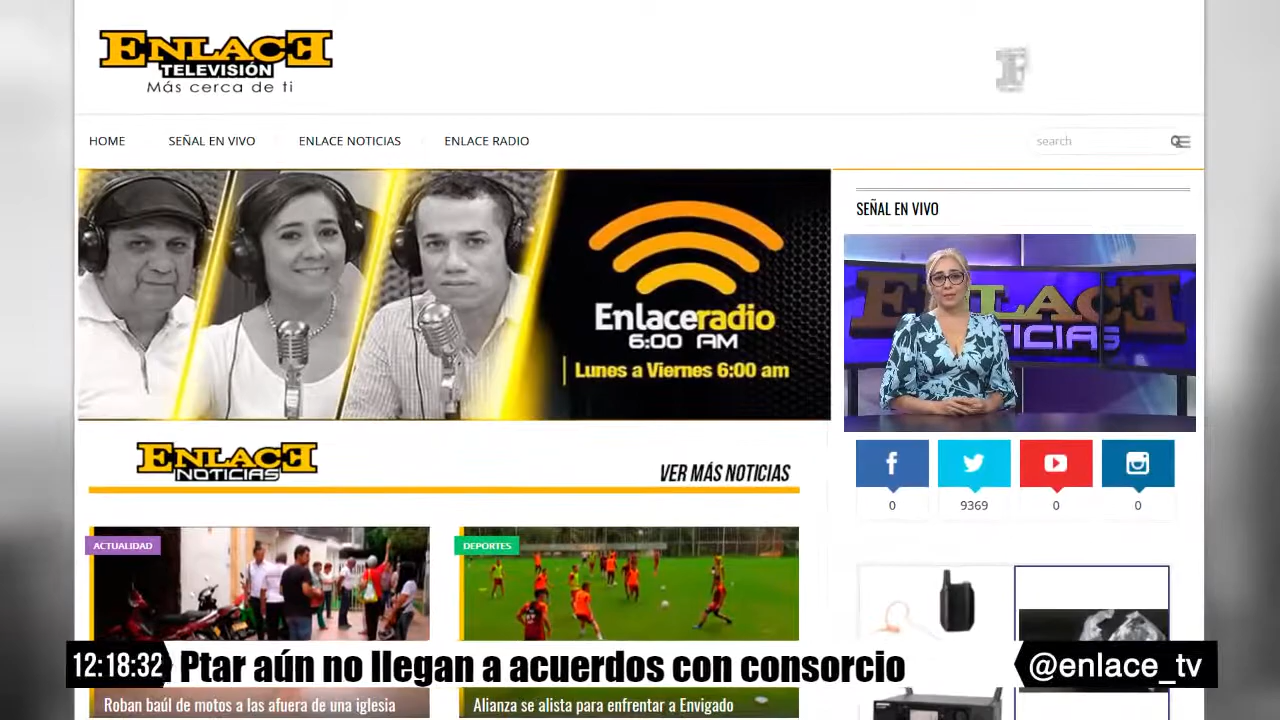 ENLACE
TELEVISIÓN
Más cerca de ti
HOME
SEÑAL EN VIVO
ENLACE NOTICIAS
ENLACE RADIO
search
SEÑAL EN VIVO
Enlaceradio
6:00 AM
Lunes a Viernes 6:00 am
ENLACE
NOTICIAS
0
9369
0
0
ENLACE
NOTICIAS
VER MÁS NOTICIAS
ACTUALIDAD
DEPORTES
12:18:32
Ptar aún no llegan a acuerdos con consorcio
@enlace_tv
Roban baúl de motos a las afuera de una iglesia
Alianza se alista para enfrentar a Envigado